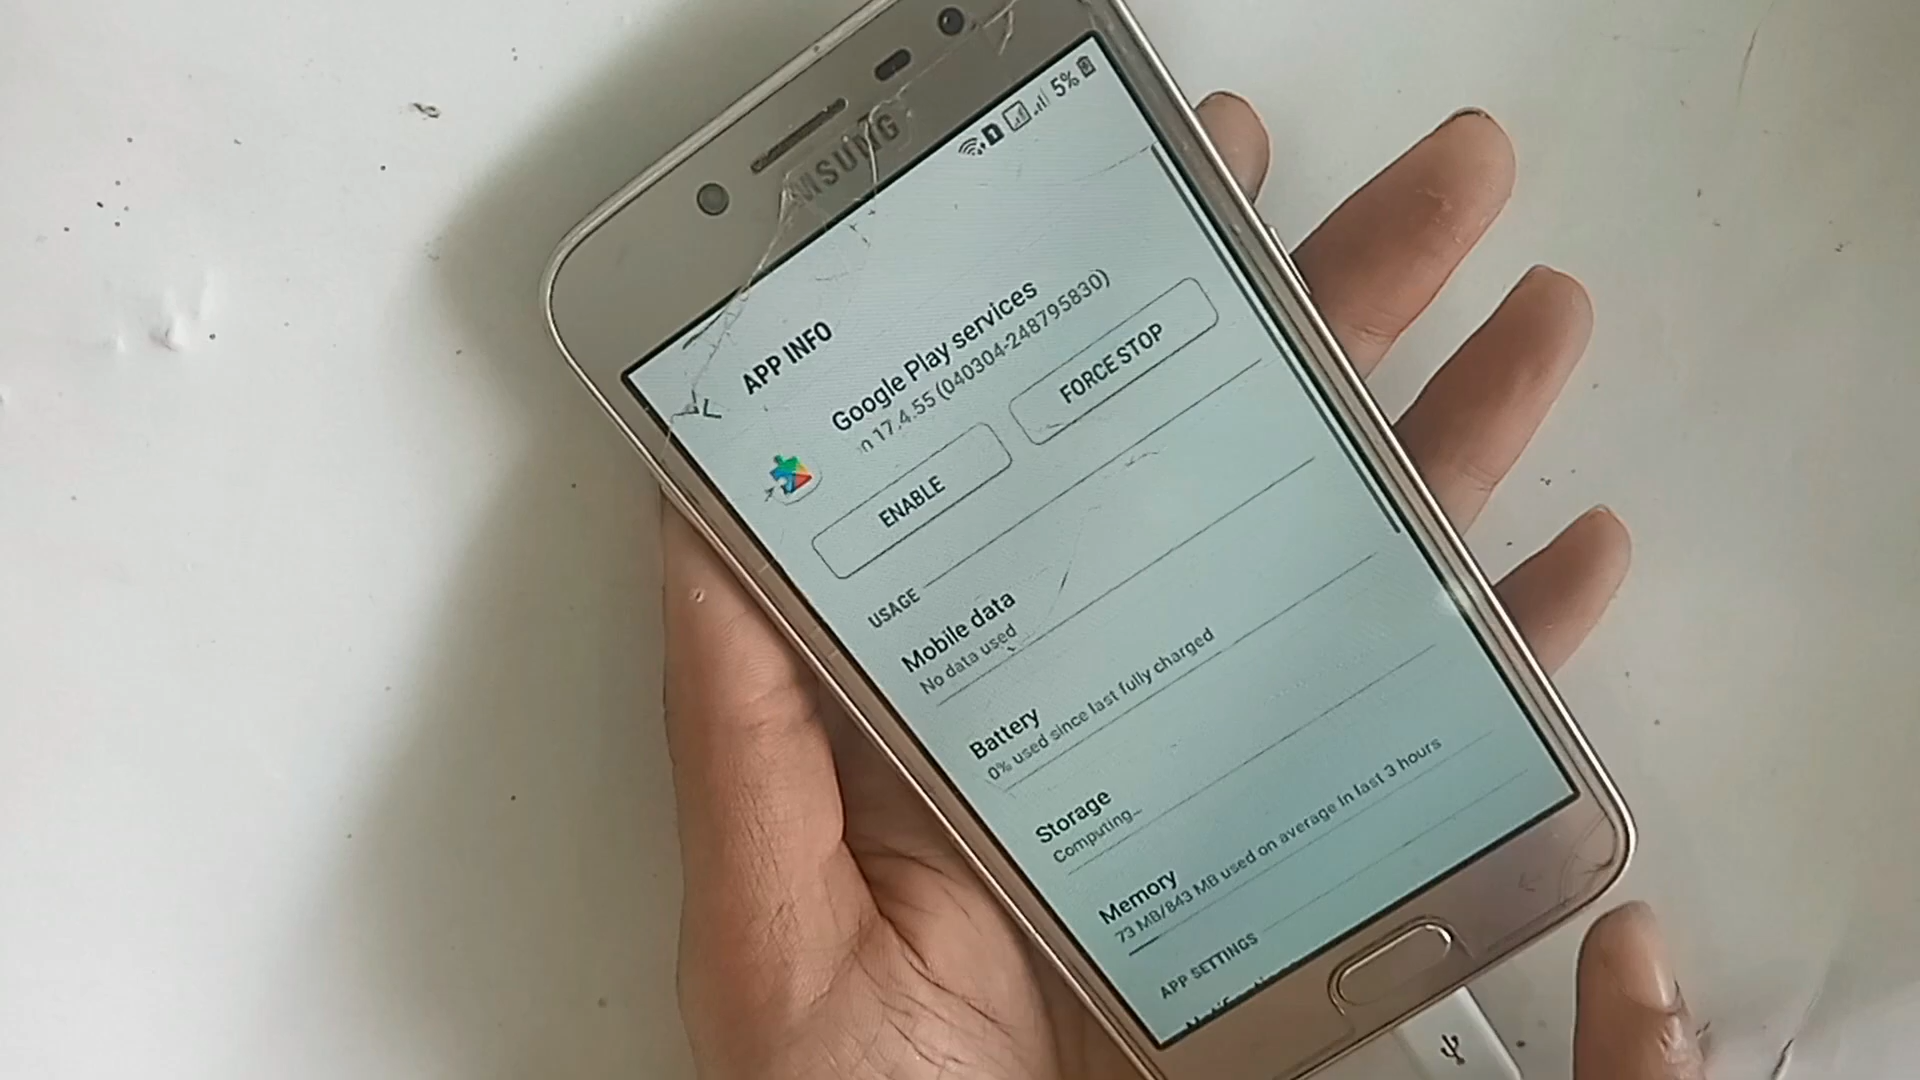 5%
APP INFO
Google Play services
17.4.55 (040304-248795830)
ENABLE
FORCE STOP
USAGE
Mobile data
No data used
Battery
0% used since last fully charged
Storage
Computing...
Memory
73 MB/843 MB used on average in last 3 hours
APP SETTINGS